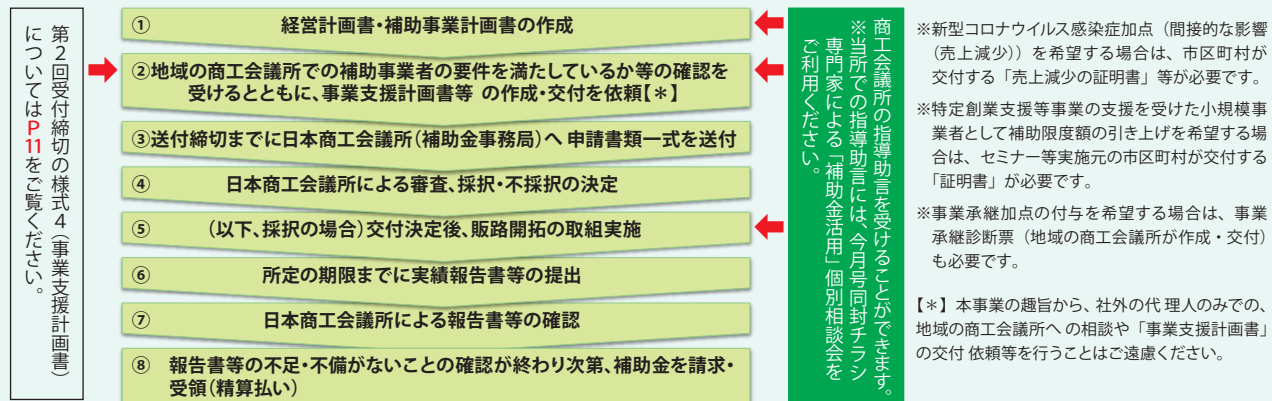 第２回受付締切の様式４（事業支援計画書）
についてはP11をご覧ください。
① 経営計画書・補助事業計画書の作成
②地域の商工会議所での補助事業者の要件を満たしているか等の確認を
受けるとともに、事業支援計画書等 の作成・交付を依頼【＊】
③送付締切までに日本商工会議所（補助金事務局）へ 申請書類一式を送付
④ 日本商工会議所による審査、採択・不採択の決定
⑤ （以下、採択の場合）交付決定後、販路開拓の取組実施
⑥ 所定の期限までに実績報告書等の提出
⑦ 日本商工会議所による報告書等の確認
⑧ 報告書等の不足・不備がないことの確認が終わり次第、補助金を請求・
受領（精算払い）
商工会議所の指導助言を受けることができます。
※当所での指導助言には、今月号同封チラシ
専門家による「補助金活用」個別相談会を
ご利用ください。
※新型コロナウイルス感染症加点（間接的な影響
（売上減少））を希望する場合は、市区町村が
交付する「売上減少の証明書」等が必要です。
※特定創業支援等事業の支援を受けた小規模事
業者として補助限度額の引き上げを希望する場
合は、セミナー等実施元の市区町村が交付する
「証明書」が必要です。
※事業承継加点の付与を希望する場合は、事業
承継診断票（地域の商工会議所が作成・交付）
も必要です。
【＊】本事業の趣旨から、社外の代 理人のみでの、
地域の商工会議所へ の相談や「事業支援計画書」
の交付 依頼等を行うことはご遠慮ください。